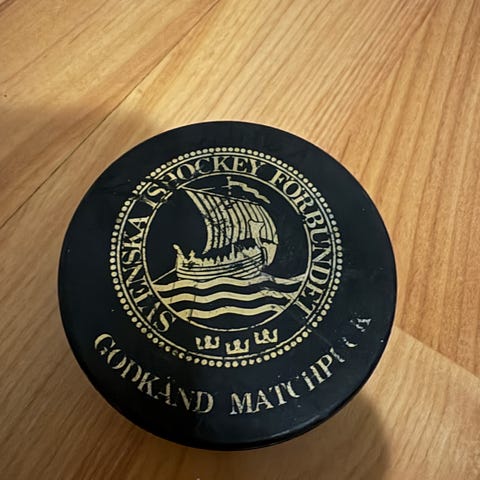 SVENSKA ISHOCKEY FÖRBUNDET
GODKÄND MATCHPUCK